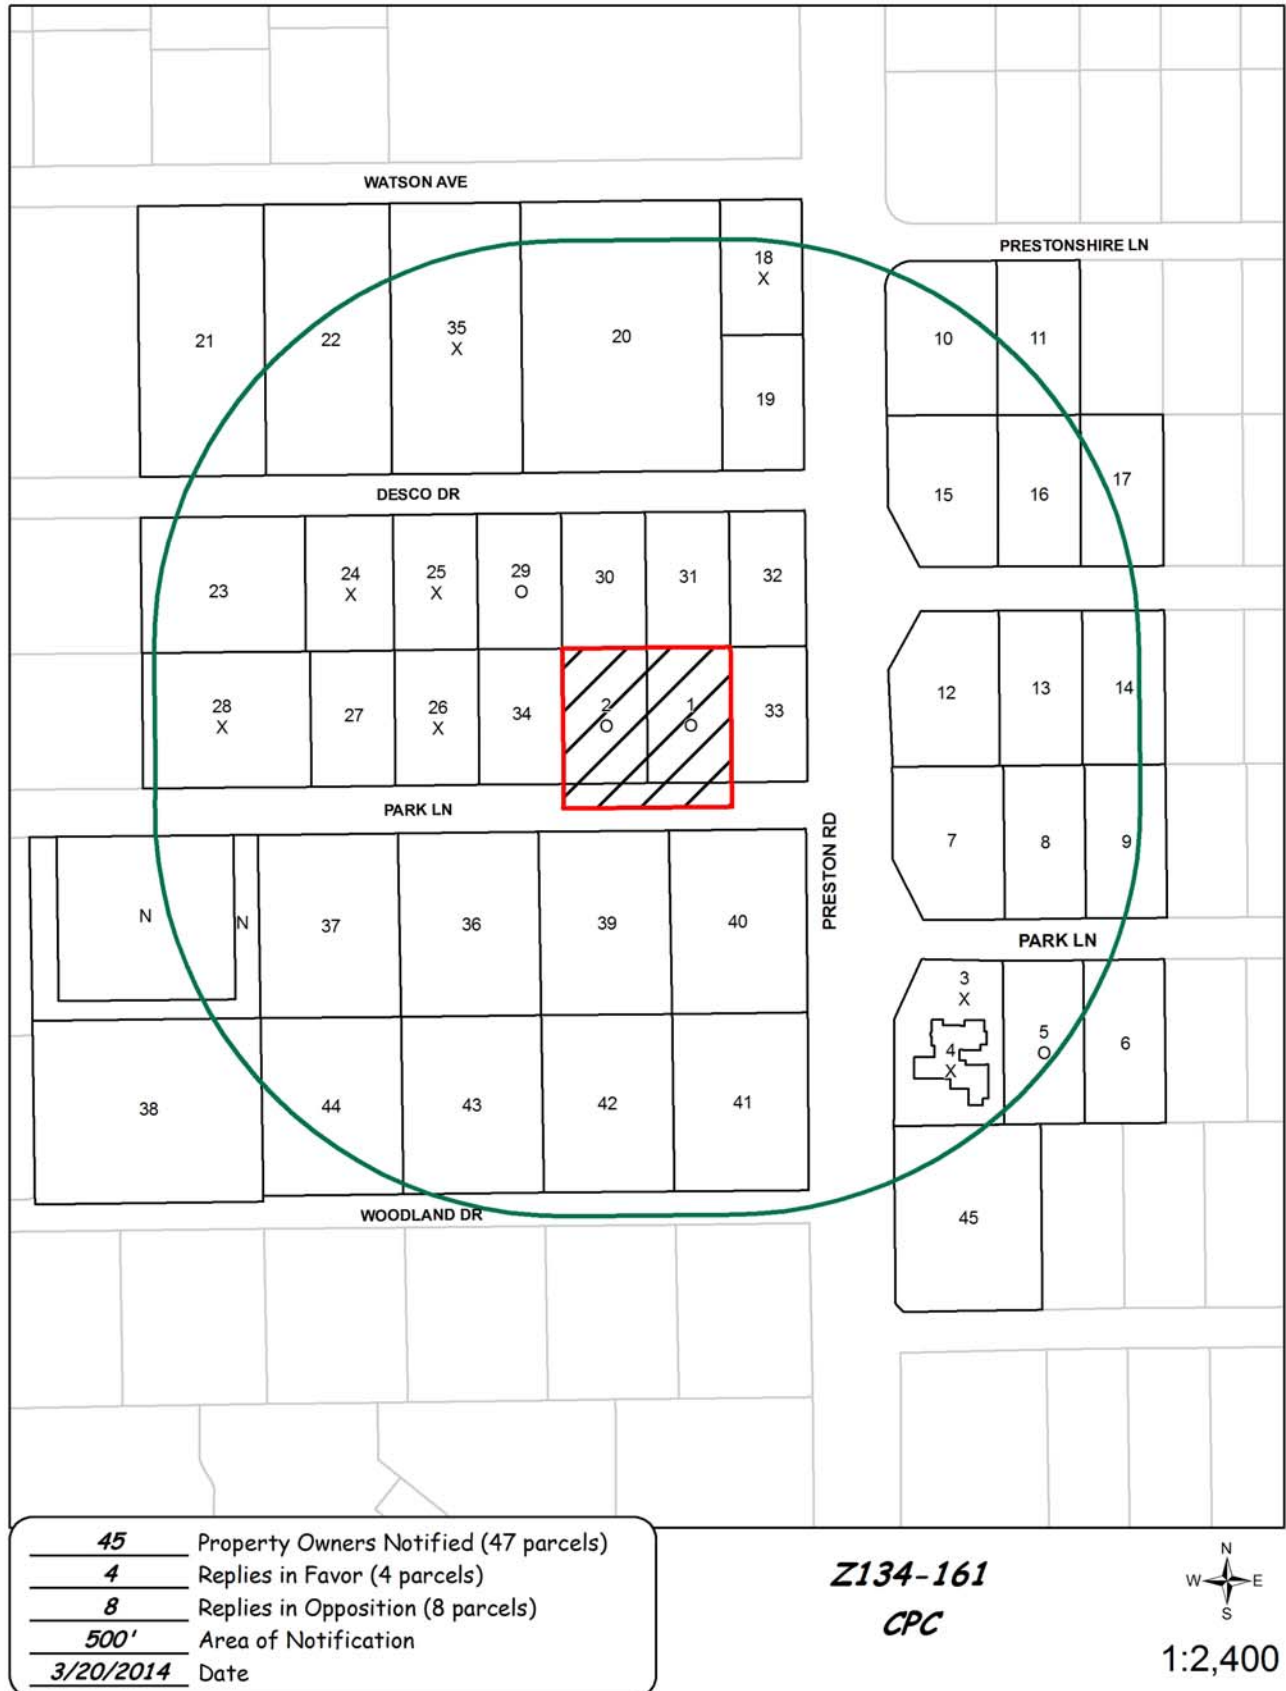 WATSON AVE
PRESTONSHIRE LN
18
X
21
22
35
X
20
10
11
19
DESCO DR
15
16
17
23
24
X
25
X
29
O
30
31
32
28
X
27
26
X
34
2
O
1
O
33
12
13
14
PARK LN
PRESTON RD
7
8
9
N
N
37
36
39
40
PARK LN
3
X
4
X
5
O
6
38
44
43
42
41
WOODLAND DR
45
45 Property Owners Notified (47 parcels)
4 Replies in Favor (4 parcels)
8 Replies in Opposition (8 parcels)
500' Area of Notification
3/20/2014 Date
Z134-161
CPC
N
W E
S
1:2,400